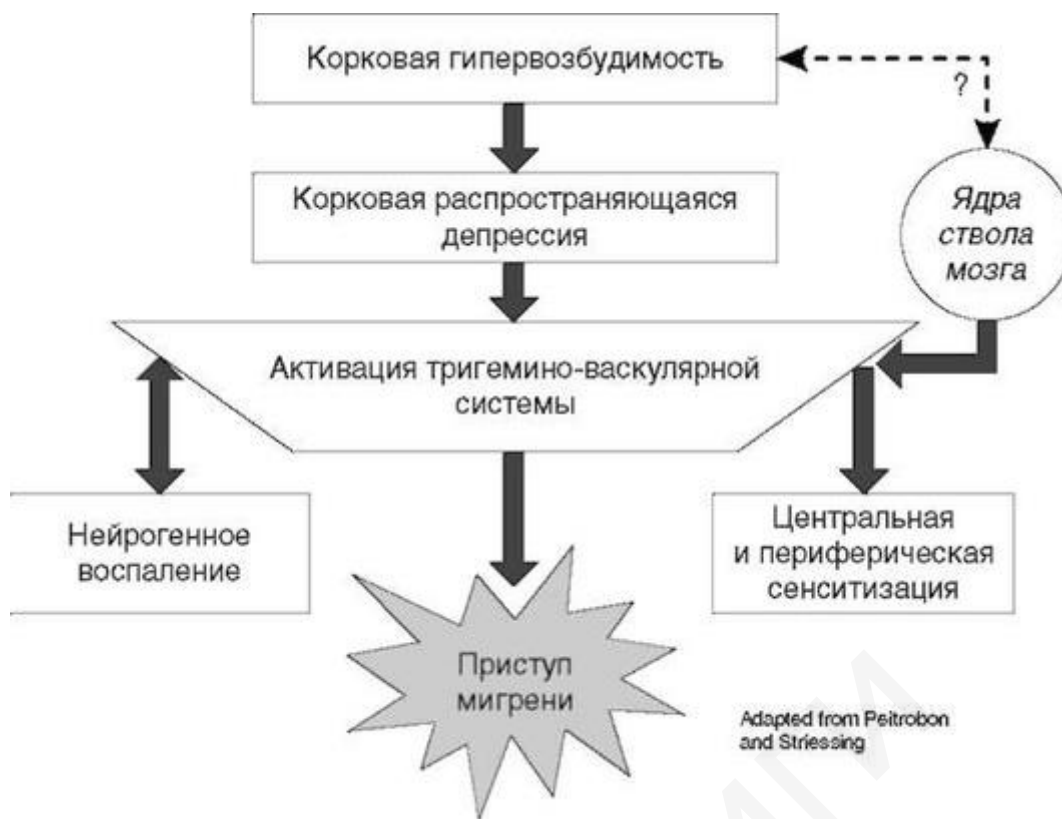 Корковая гипервозбудимость
?
Корковая распространяющаяся
депрессия
Ядра
ствола
мозга
Активация тригемино-васкулярной
системы
Нейрогенное
воспаление
Центральная
и периферическая
сенситизация
Приступ
мигрени
Adapted from Peitrobon
and Striessing